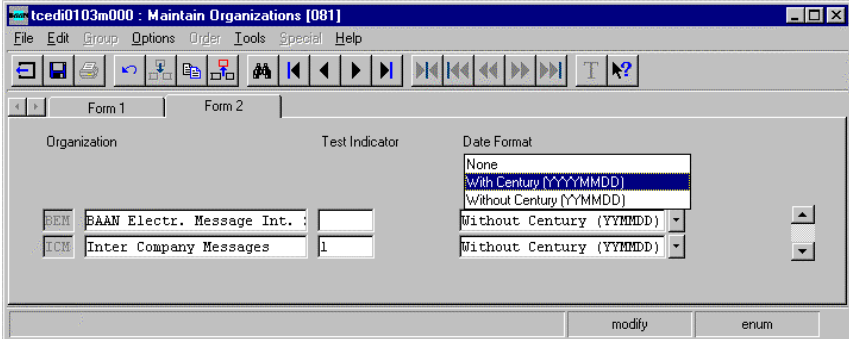 tcedi0103m000 : Maintain Organizations [081]
File Edit Group Options Order Tools Special Help
T ?
Form 1 Form 2
Organization Test Indicator Date Format
None
With Century (YYYYMMDD)
Without Century (YYMMDD)
BEM BAAN Electr. Message Int. Without Century (YYMMDD)
ICM Inter Company Messages 1 Without Century (YYMMDD)
modify enum